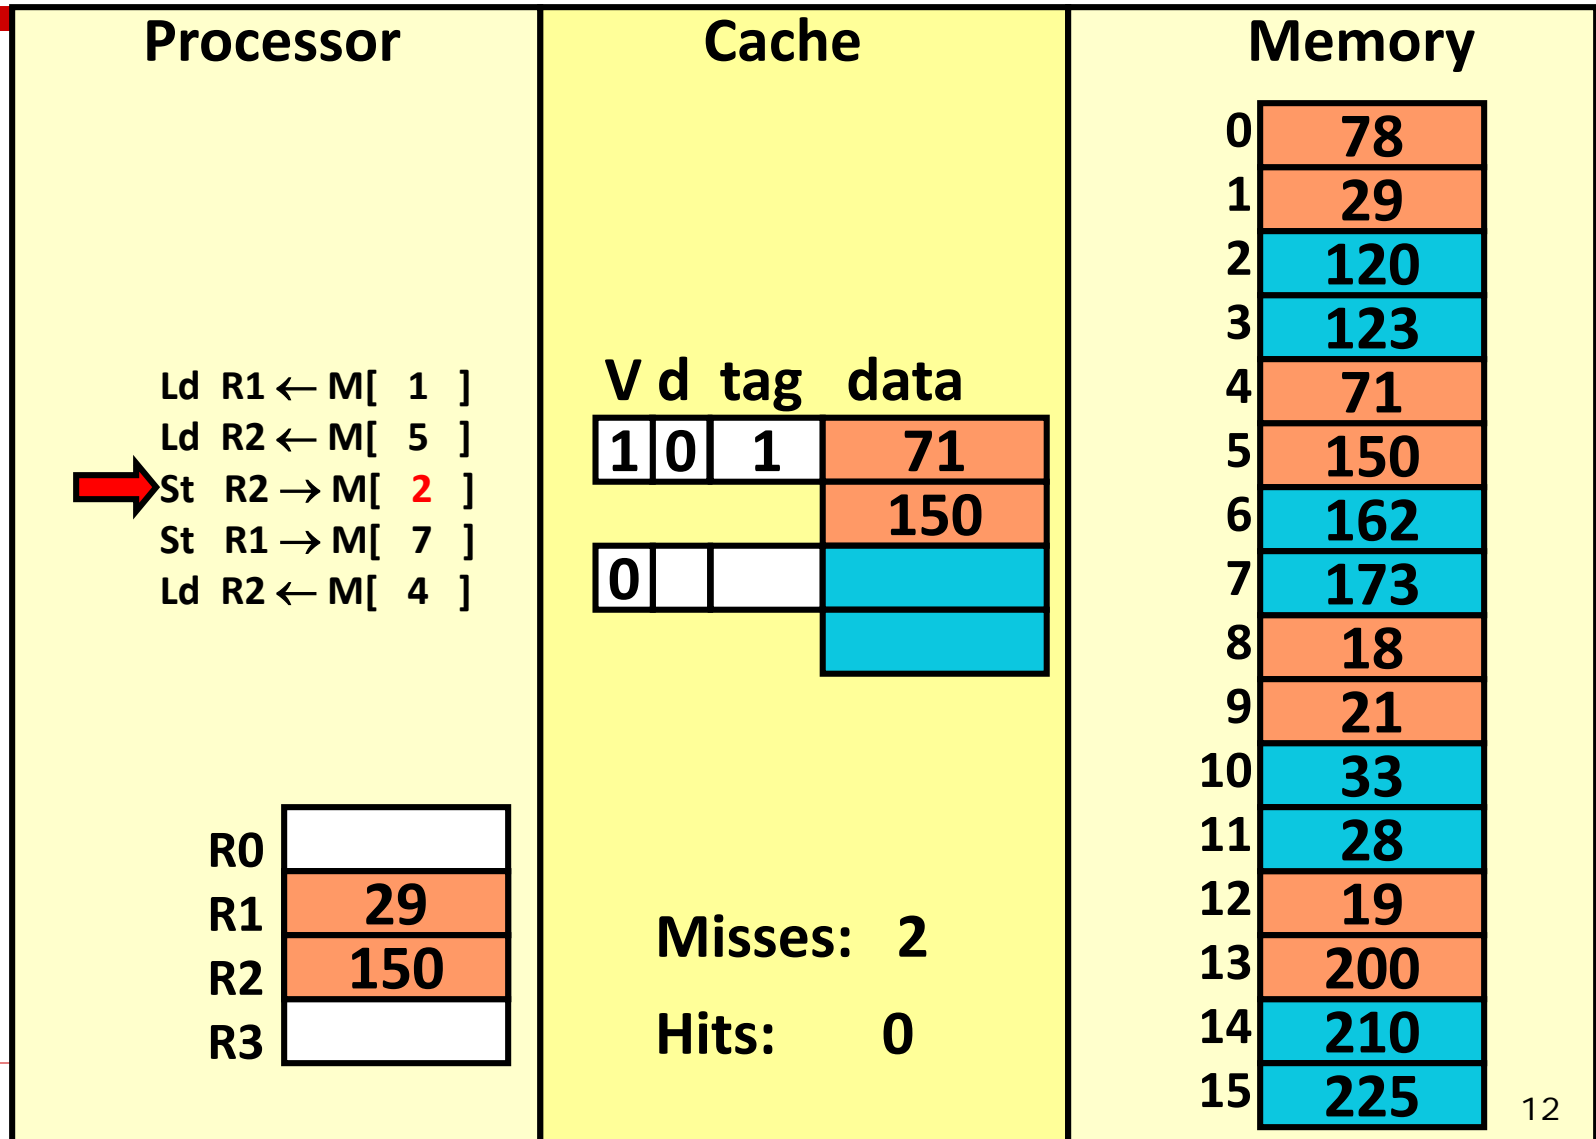 Processor
Ld R1 ← M[ 1 ]
Ld R2 ← M[ 5 ]
St R2 → M[ 2 ]
St R1 → M[ 7 ]
Ld R2 ← M[ 4 ]
R0
R1 29
R2 150
R3
Cache
V d tag data
1 0 1 71
150
0
Misses: 2
Hits: 0
Memory
0 78
1 29
2 120
3 123
4 71
5 150
6 162
7 173
8 18
9 21
10 33
11 28
12 19
13 200
14 210
15 225
12